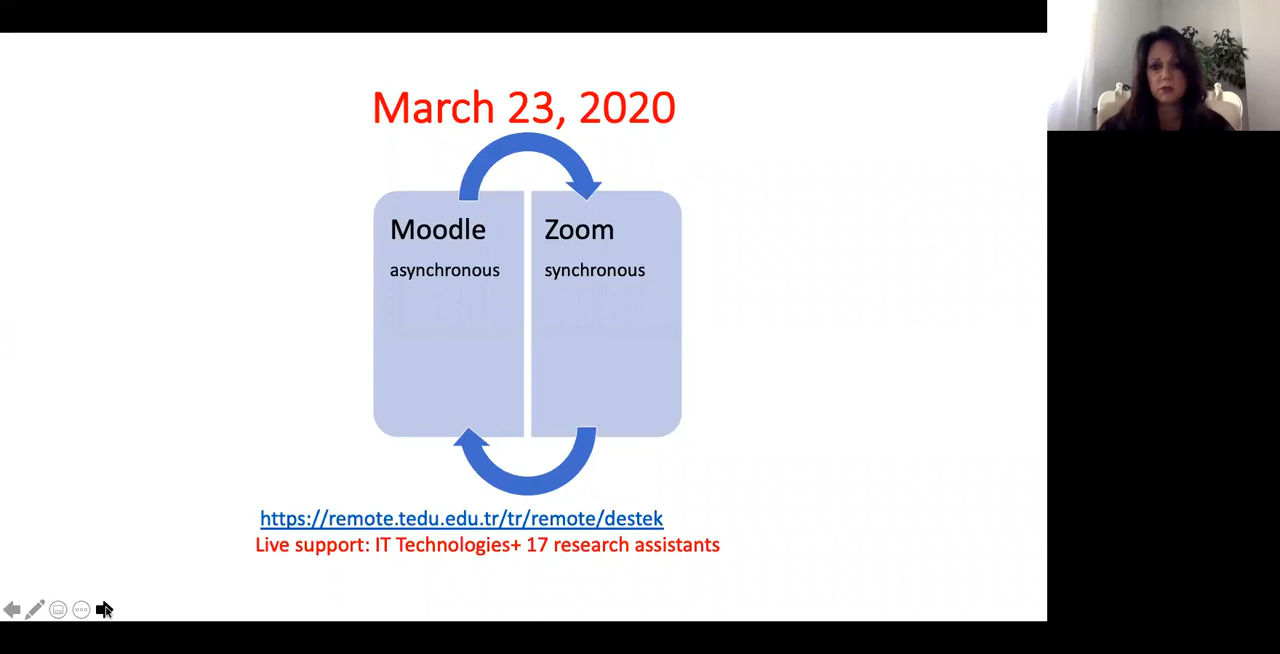 March 23, 2020
Moodle
asynchronous
Zoom
synchronous
https://remote.tedu.edu.tr/tr/remote/destek
Live support: IT Technologies+ 17 research assistants